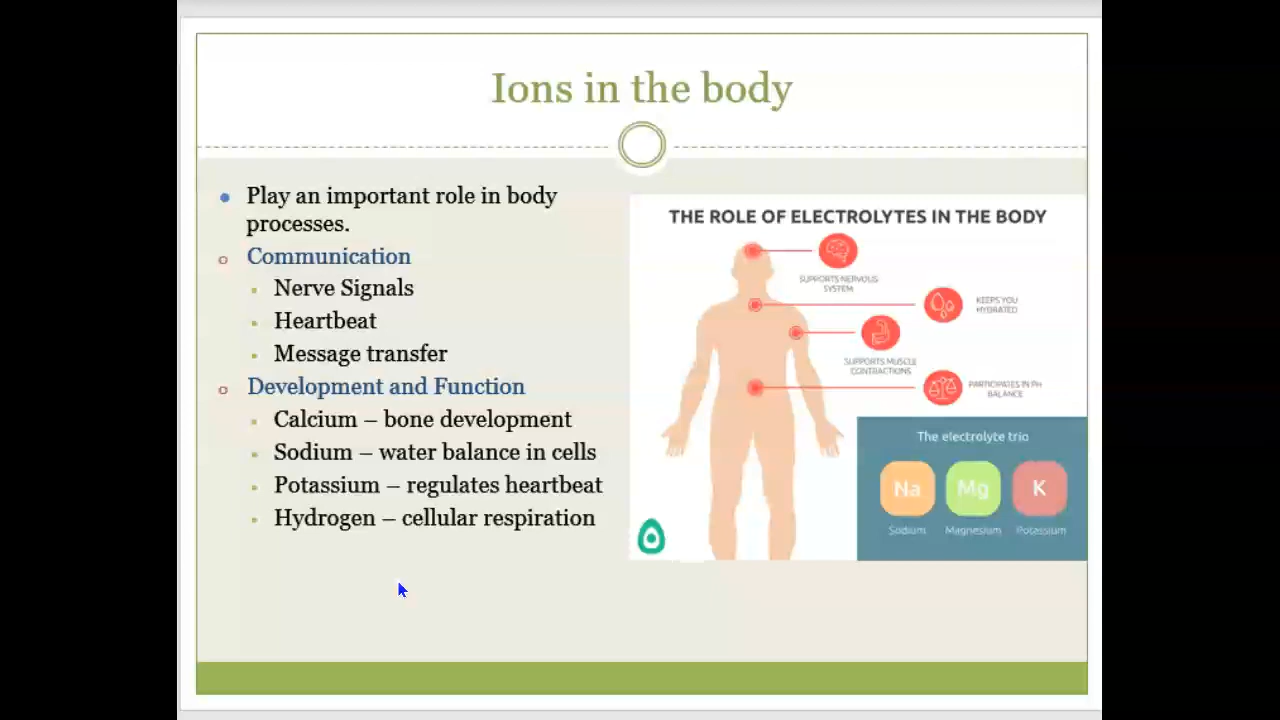 Ions in the body
Play an important role in body
processes.
Communication
Nerve Signals
Heartbeat
Message transfer
Development and Function
Calcium – bone development
Sodium – water balance in cells
Potassium – regulates heartbeat
Hydrogen – cellular respiration
THE ROLE OF ELECTROLYTES IN THE BODY
SUPPORTS NERVOUS
SYSTEM
KEEPS YOU
HYDRATED
SUPPORTS MUSCLE
CONTRACTIONS
PARTICIPATES IN PH
BALANCE
The electrolyte trio
Na Mg K
Sodium Magnesium Potassium